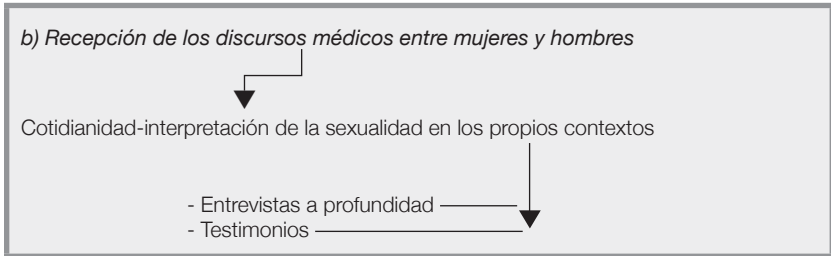 b) Recepción de los discursos médicos entre mujeres y hombres
Cotidianidad-interpretación de la sexualidad en los propios contextos
- Entrevistas a profundidad
- Testimonios